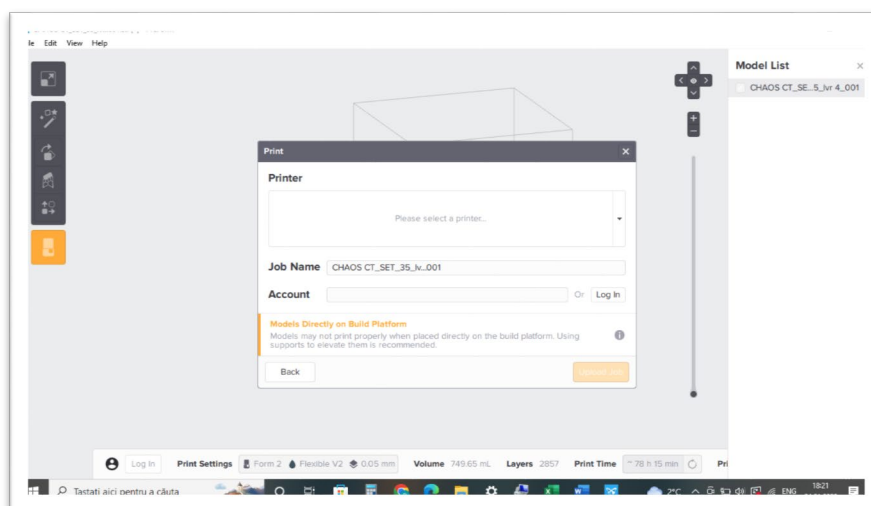 le Edit View Help
Model List
CHAOS CT_SE...5_lvr 4_001
Print
Printer
Please select a printer...
Job Name CHAOS CT_SET_35_lv...001
Account Or Log In
Models Directly on Build Platform
Models may not print properly when placed directly on the build platform. Using
supports to elevate them is recommended.
Back Upload Job
Log In Print Settings Form 2 Flexible V2 0.05 mm Volume 749.65 mL Layers 2857 Print Time ~78 h 15 min Pri
Tastați aici pentru a căuta 2°C ENG 18:21